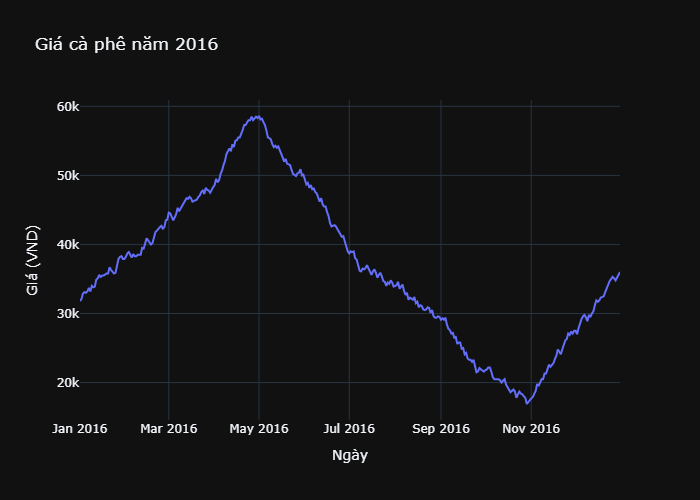 Giá cà phê năm 2016
60k
50k
40k
30k
20k
Giá (VND)
Jan 2016
Mar 2016
May 2016
Jul 2016
Sep 2016
Nov 2016
Ngày